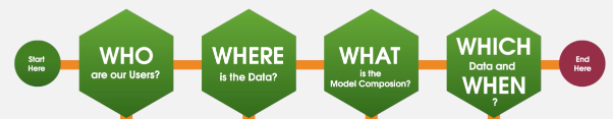 Start
Here
WHO
are our Users?
WHERE
is the Data?
WHAT
is the
Model Composion?
WHICH
Data and
WHEN
?
End
Here